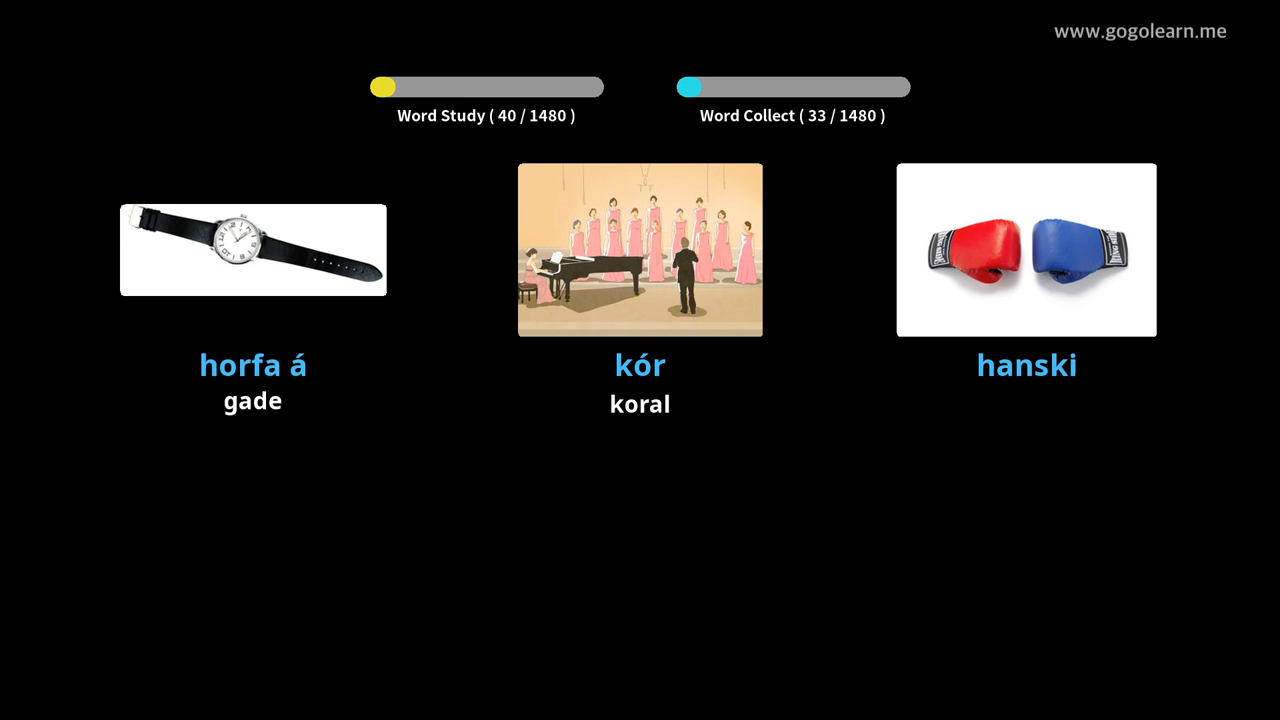 www.gogolearn.me
Word Study ( 40 / 1480 )
Word Collect ( 33 / 1480 )
horfa á
kór
hanski
gade
koral